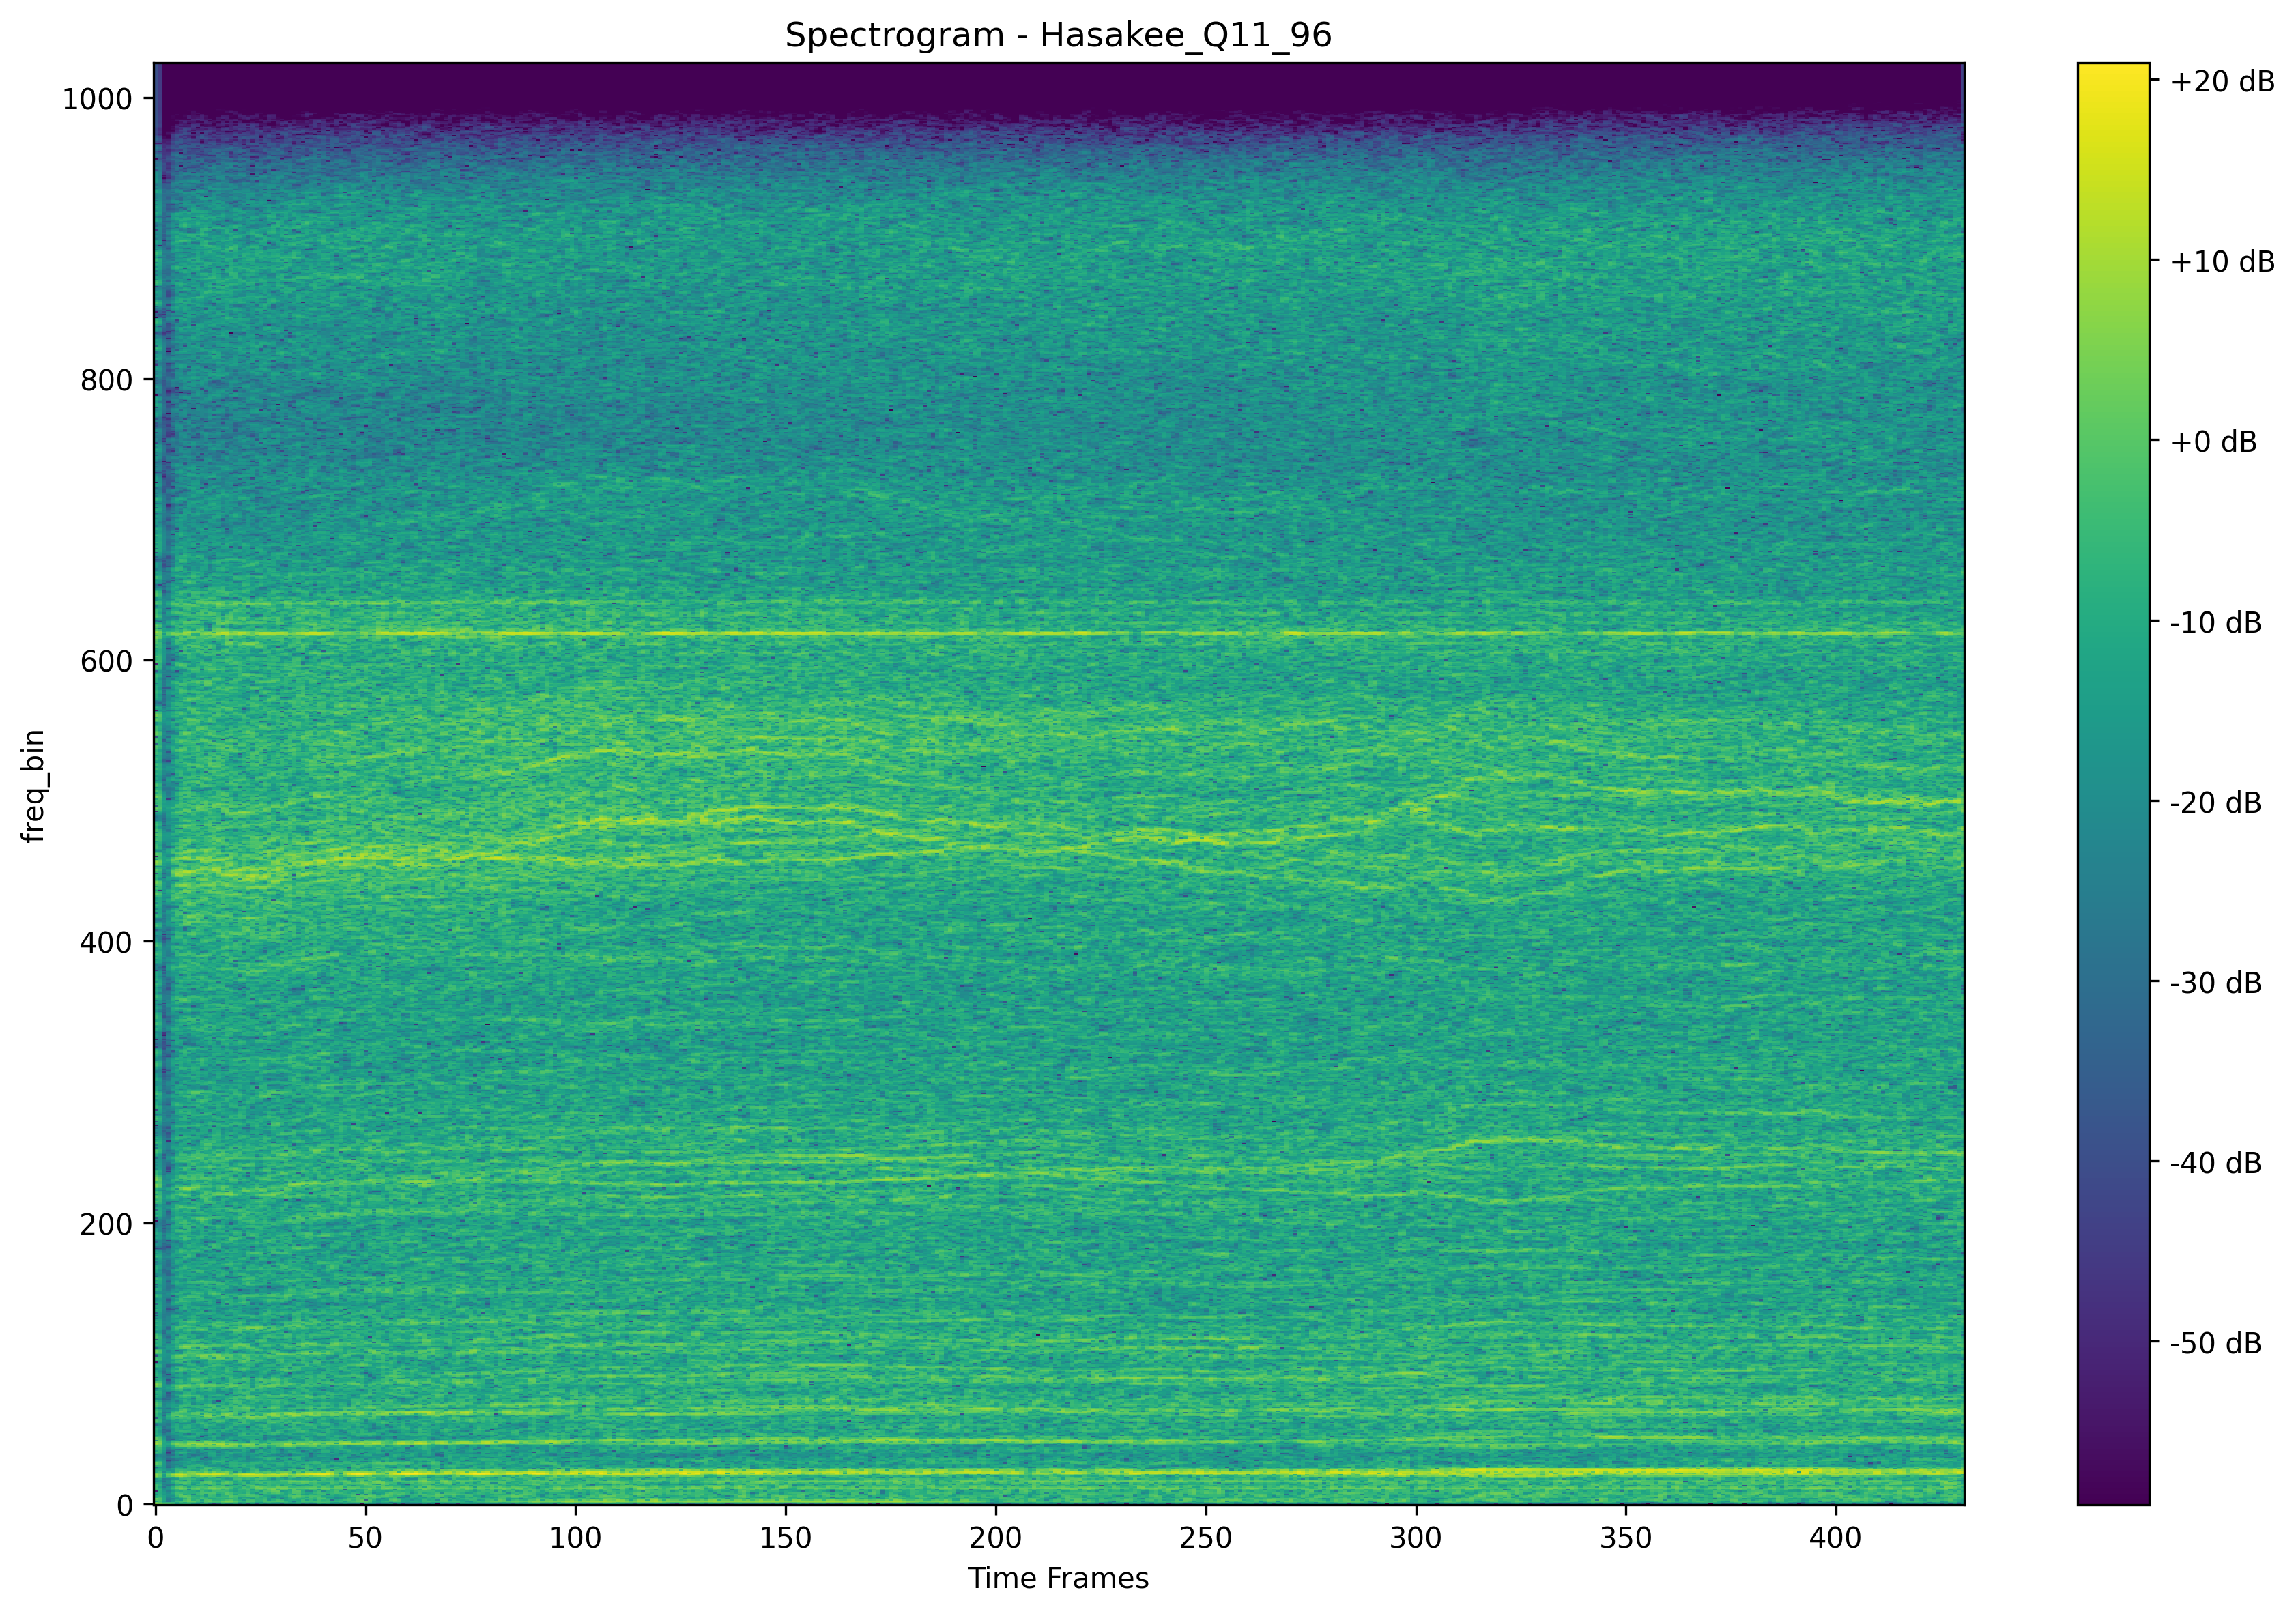 Spectrogram - Hasakee_Q11_96
1000
800
600
400
200
0
freq_bin
0 50 100 150 200 250 300 350 400
Time Frames
+20 dB
+10 dB
+0 dB
-10 dB
-20 dB
-30 dB
-40 dB
-50 dB